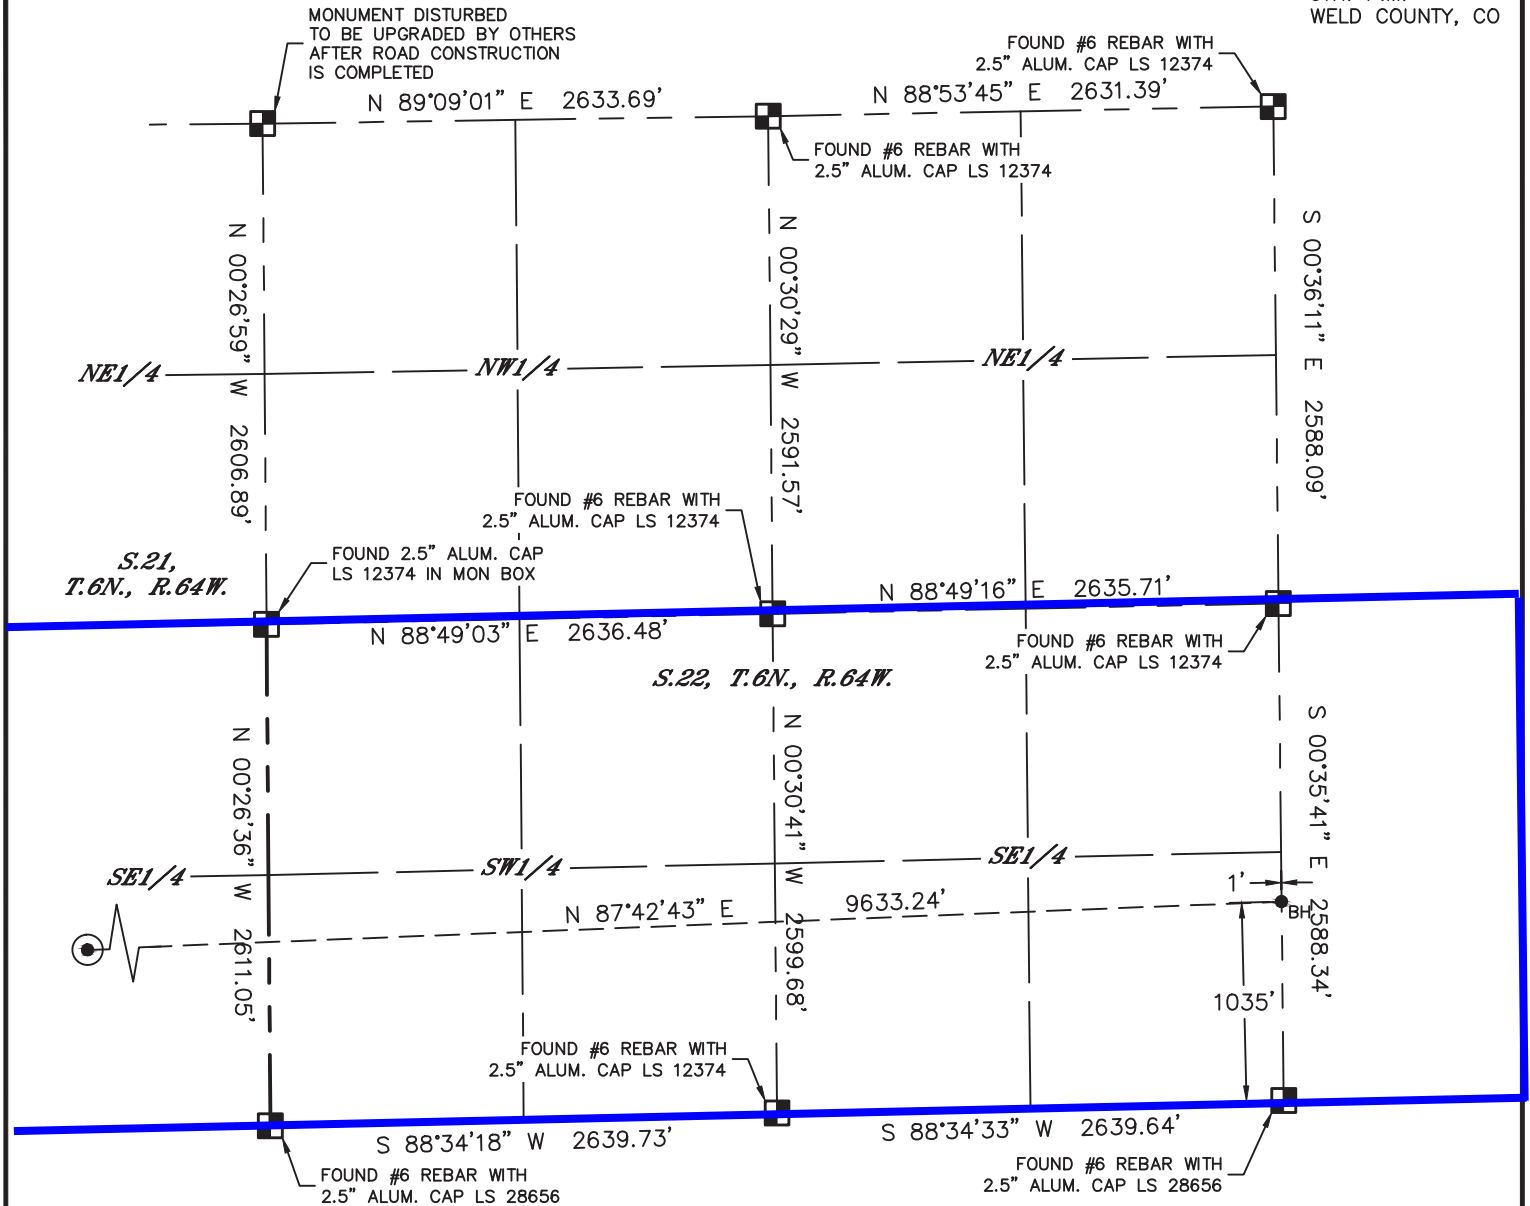 WELD COUNTY, CO
MONUMENT DISTURBED
TO BE UPGRADED BY OTHERS
AFTER ROAD CONSTRUCTION
IS COMPLETED
FOUND #6 REBAR WITH
2.5" ALUM. CAP LS 12374
N 89°09'01" E 2633.69'
N 88°53'45" E 2631.39'
FOUND #6 REBAR WITH
2.5" ALUM. CAP LS 12374
N 00°26'59" W 2606.89'
N 00°30'29" W 2591.57'
S 00°36'11" E 2588.09'
NE1/4
NW1/4
NE1/4
FOUND #6 REBAR WITH
2.5" ALUM. CAP LS 12374
S.21,
T.6N., R.64W.
FOUND 2.5" ALUM. CAP
LS 12374 IN MON BOX
N 88°49'16" E 2635.71'
N 88°49'03" E 2636.48'
FOUND #6 REBAR WITH
2.5" ALUM. CAP LS 12374
S.22, T.6N., R.64W.
N 00°26'36" W 2611.05'
N 00°30'41" W 2599.68'
S 00°35'41" E 2588.34'
SE1/4
SW1/4
SE1/4
1'
BH
N 87°42'43" E 9633.24'
1035'
FOUND #6 REBAR WITH
2.5" ALUM. CAP LS 12374
S 88°34'18" W 2639.73'
S 88°34'33" W 2639.64'
FOUND #6 REBAR WITH
2.5" ALUM. CAP LS 28656
FOUND #6 REBAR WITH
2.5" ALUM. CAP LS 28656